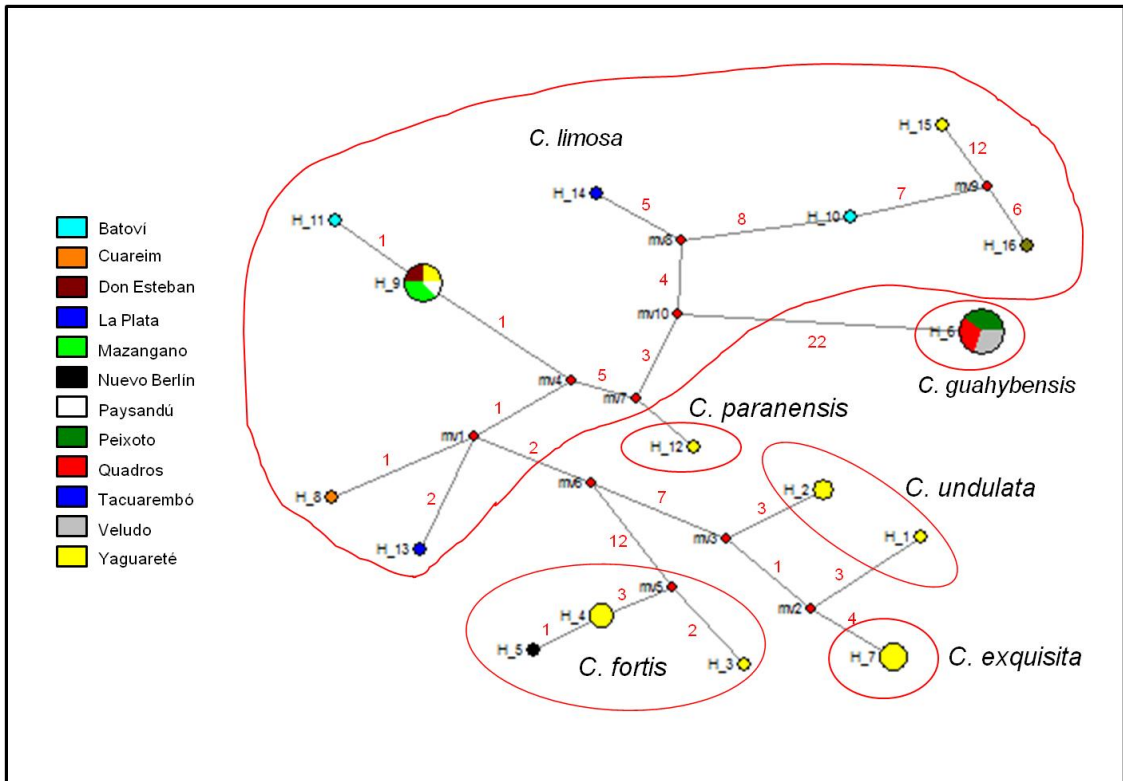 C. limosa
H_15
12
mv9
H_14
5
7
6
H_11
H_10
8
H_16
mv8
1
4
H_9
mv10
H_6
22
1
3
C. guahybensis
mv4
5
mv7
C. paranensis
1
H_12
mv1
2
1
H_8
mv6
2
7
H_2
C. undulata
3
H_13
12
mv3
H_1
1
3
mv5
3
mv2
4
H_4
1
2
H_5
H_3
H_7
C. fortis
C. exquisita
Batoví
Cuareim
Don Esteban
La Plata
Mazangano
Nuevo Berlín
Paysandú
Peixoto
Quadros
Tacuarembó
Veludo
Yaguareté